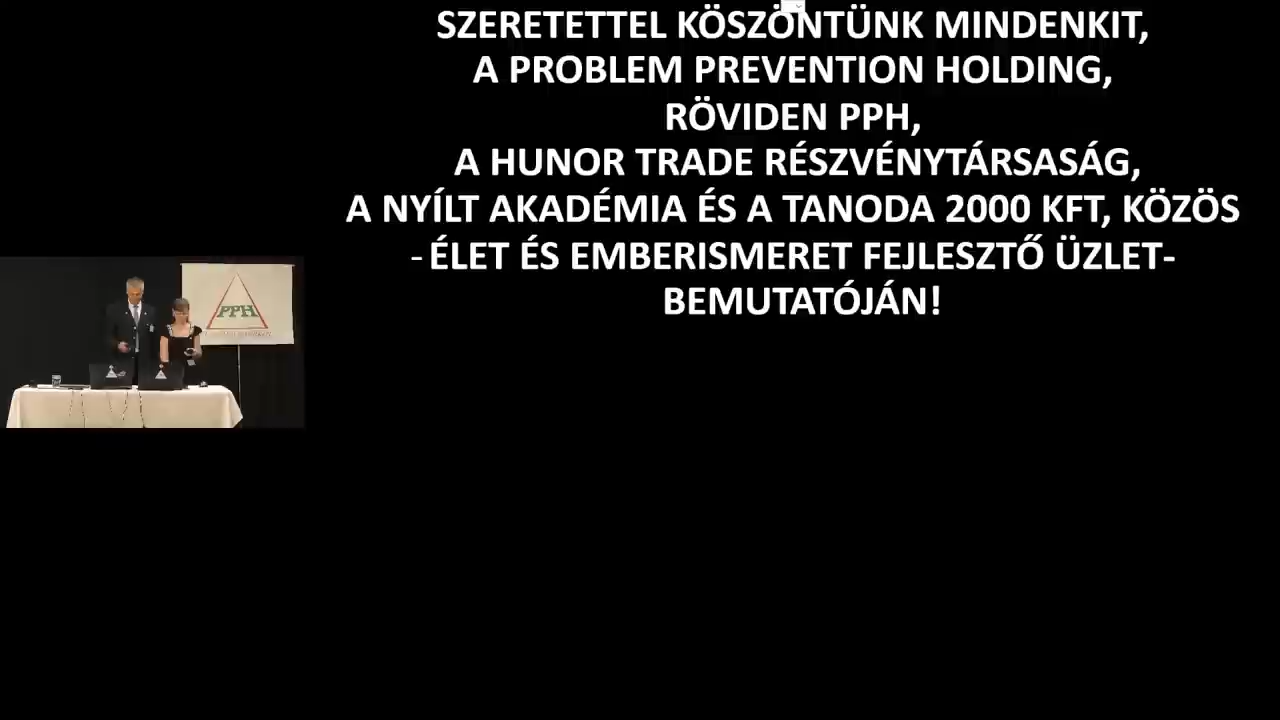 SZERETETTEL KÖSZÖNTÜNK MINDENKIT,
A PROBLEM PREVENTION HOLDING,
RÖVIDEN PPH,
A HUNOR TRADE RÉSZVÉNYTÁRSASÁG,
A NYÍLT AKADÉMIA ÉS A TANODA 2000 KFT, KÖZÖS
- ÉLET ÉS EMBERISMERET FEJLESZTŐ ÜZLET-
BEMUTATÓJÁN!
PPH